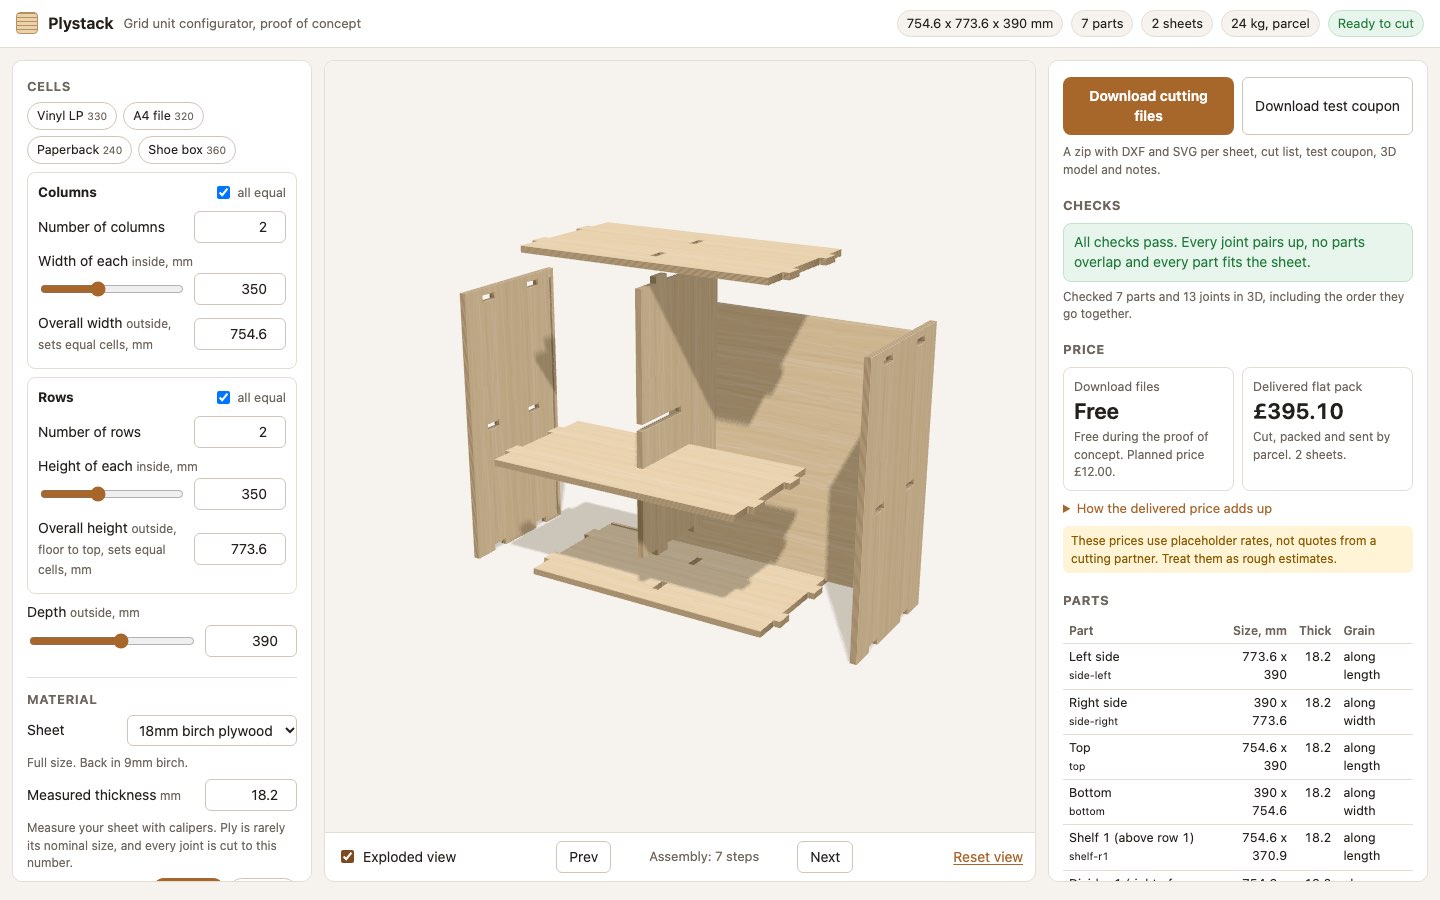 Plystack Grid unit configurator, proof of concept
754.6 x 773.6 x 390 mm
7 parts
2 sheets
24 kg, parcel
Ready to cut
CELLS
Vinyl LP 330
A4 file 320
Paperback 240
Shoe box 360
Columns
all equal
Number of columns
2
Width of each inside, mm
350
Overall width outside,
sets equal cells, mm
754.6
Rows
all equal
Number of rows
2
Height of each inside, mm
350
Overall height outside,
floor to top, sets equal
cells, mm
773.6
Depth outside, mm
390
MATERIAL
Sheet
18mm birch plywood
Full size. Back in 9mm birch.
Measured thickness mm
18.2
Measure your sheet with calipers. Ply is rarely
its nominal size, and every joint is cut to this
number.
Exploded view
Prev
Assembly: 7 steps
Next
Reset view
Download cutting
files
Download test coupon
A zip with DXF and SVG per sheet, cut list, test coupon, 3D
model and notes.
CHECKS
All checks pass. Every joint pairs up, no parts
overlap and every part fits the sheet.
Checked 7 parts and 13 joints in 3D, including the order they
go together.
PRICE
Download files
Free
Free during the proof of
concept. Planned price
£12.00.
Delivered flat pack
£395.10
Cut, packed and sent by
parcel. 2 sheets.
How the delivered price adds up
These prices use placeholder rates, not quotes from a
cutting partner. Treat them as rough estimates.
PARTS
Part Size, mm Thick Grain
Left side 773.6 x 18.2 along
side-left 390 length
Right side 390 x 18.2 along
side-right 773.6 width
Top 754.6 x 18.2 along
top 390 length
Bottom 390 x 18.2 along
bottom 754.6 width
Shelf 1 (above row 1) 754.6 x 18.2 along
shelf-r1 370.9 length